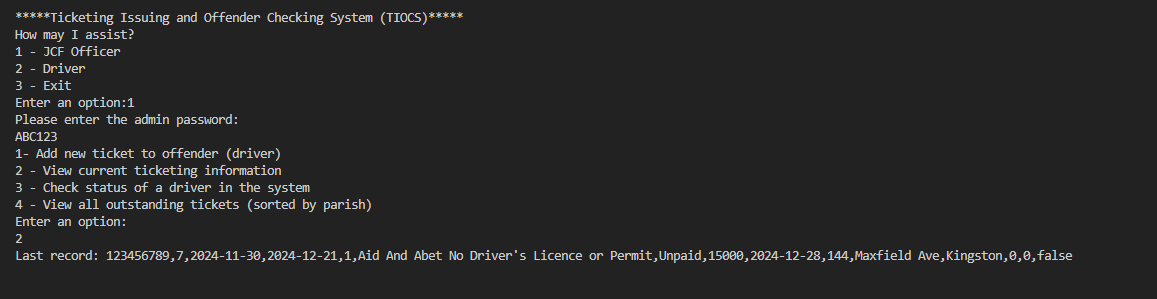 *****Ticketing Issuing and Offender Checking System (TIOCS)*****
How may I assist?
1 - JCF Officer
2 - Driver
3 - Exit
Enter an option:1
Please enter the admin password:
ABC123
1- Add new ticket to offender (driver)
2 - View current ticketing information
3 - Check status of a driver in the system
4 - View all outstanding tickets (sorted by parish)
Enter an option:
2
Last record: 123456789,7,2024-11-30,2024-12-21,1,Aid And Abet No Driver's Licence or Permit,Unpaid,15000,2024-12-28,144,Maxfield Ave,Kingston,0,0,false